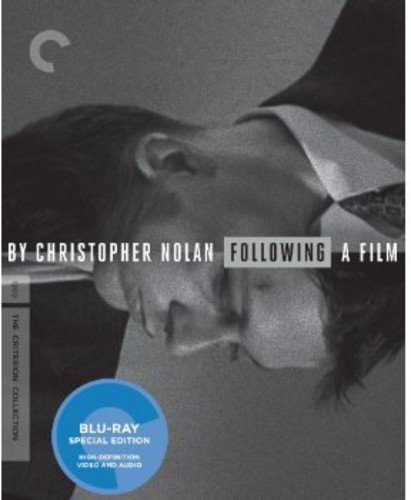 BY CHRISTOPHER NOLAN FOLLOWING A FILM
THE CRITERION COLLECTION
BLU-RAY
SPECIAL EDITION
HIGH-DEFINITION
VIDEO AND AUDIO